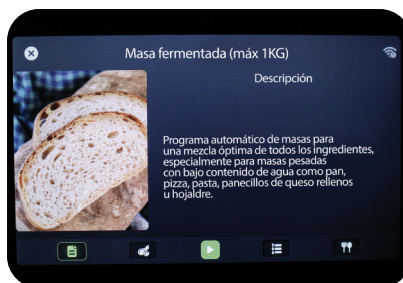 Masa fermentada (máx 1KG)
Descripción
Programa automático de masas para
una mezcla óptima de todos los ingredientes,
especialmente para masas pesadas
con bajo contenido de agua como pan,
pizza, pasta, panecillos de queso rellenos
u hojaldre.